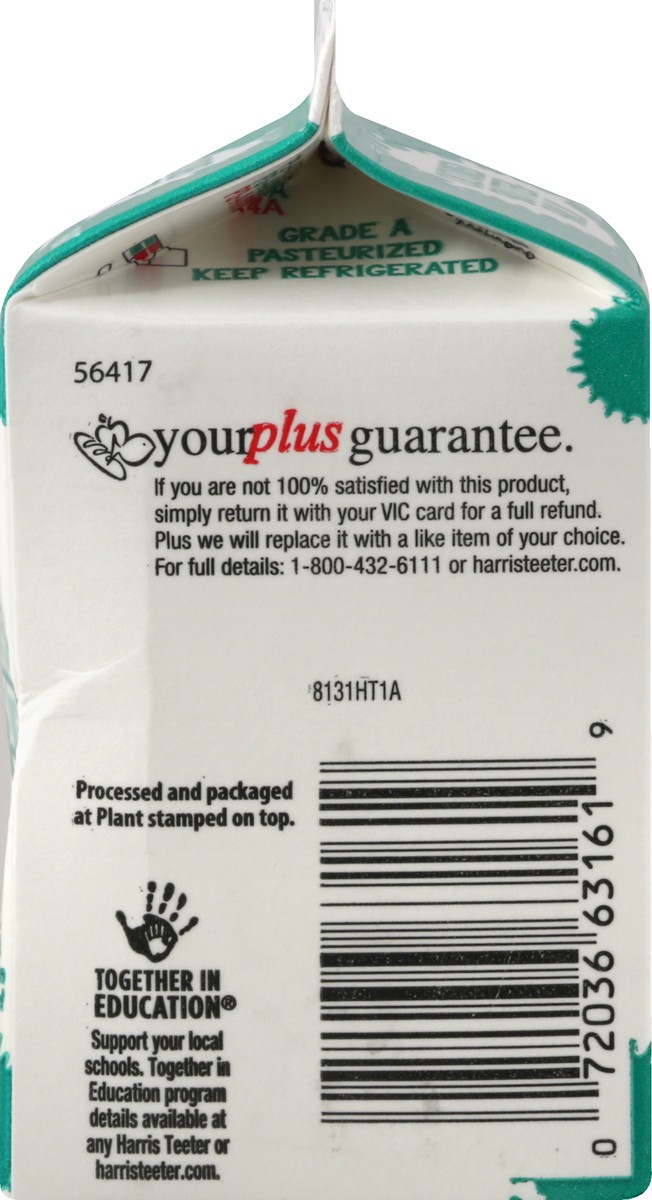 GRADE A
PASTEURIZED
KEEP REFRIGERATED
56417
yourplus guarantee.
If you are not 100% satisfied with this product,
simply return it with your VIC card for a full refund.
Plus we will replace it with a like item of your choice.
For full details: 1-800-432-6111 or harristeeter.com.
8131HT1A
Processed and packaged
at Plant stamped on top.
TOGETHER IN
EDUCATION®
Support your local
schools. Together in
Education program
details available at
any Harris Teeter or
harristeeter.com.
0 72036 63161 9